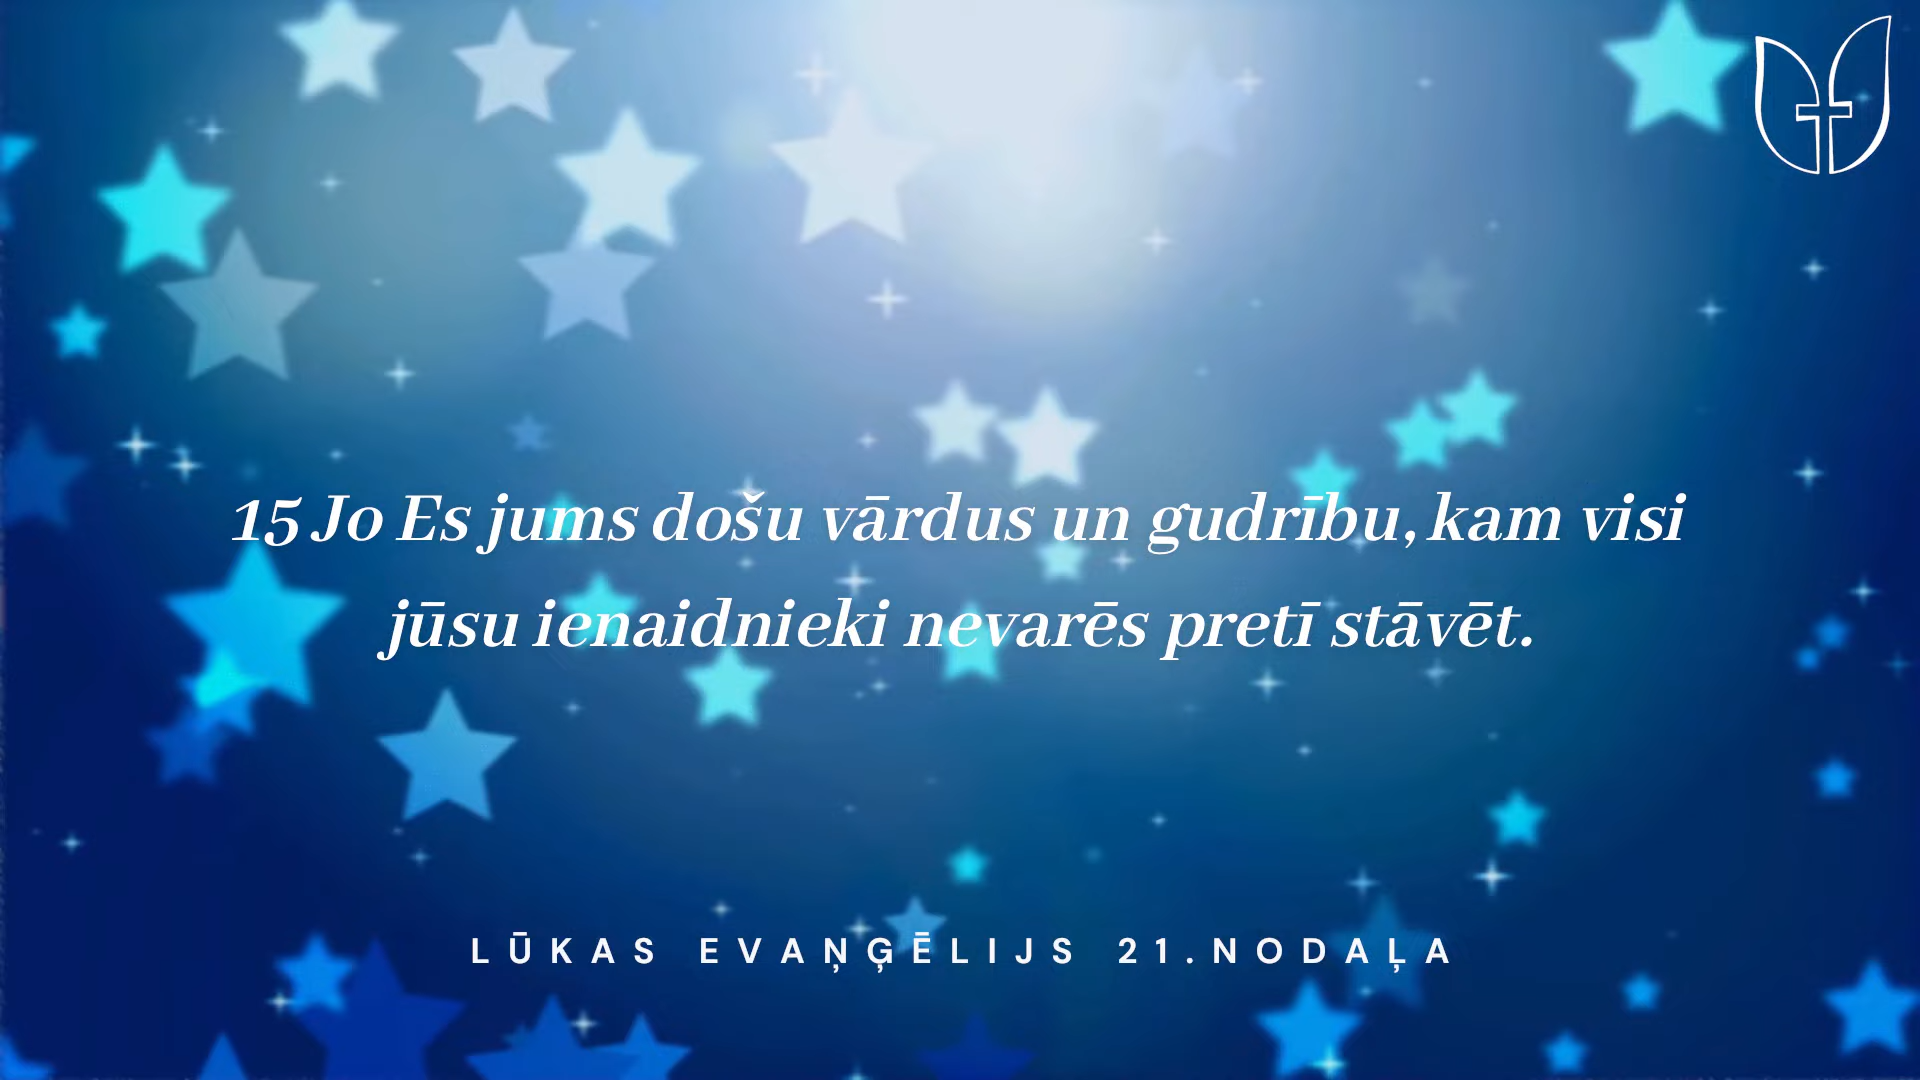 15 Jo Es jums došu vārdus un gudrību, kam visi
jūsu ienaidnieki nevarēs pretī stāvēt.
LŪKAS EVAŅĢĒLIJS 21.NODAĻA